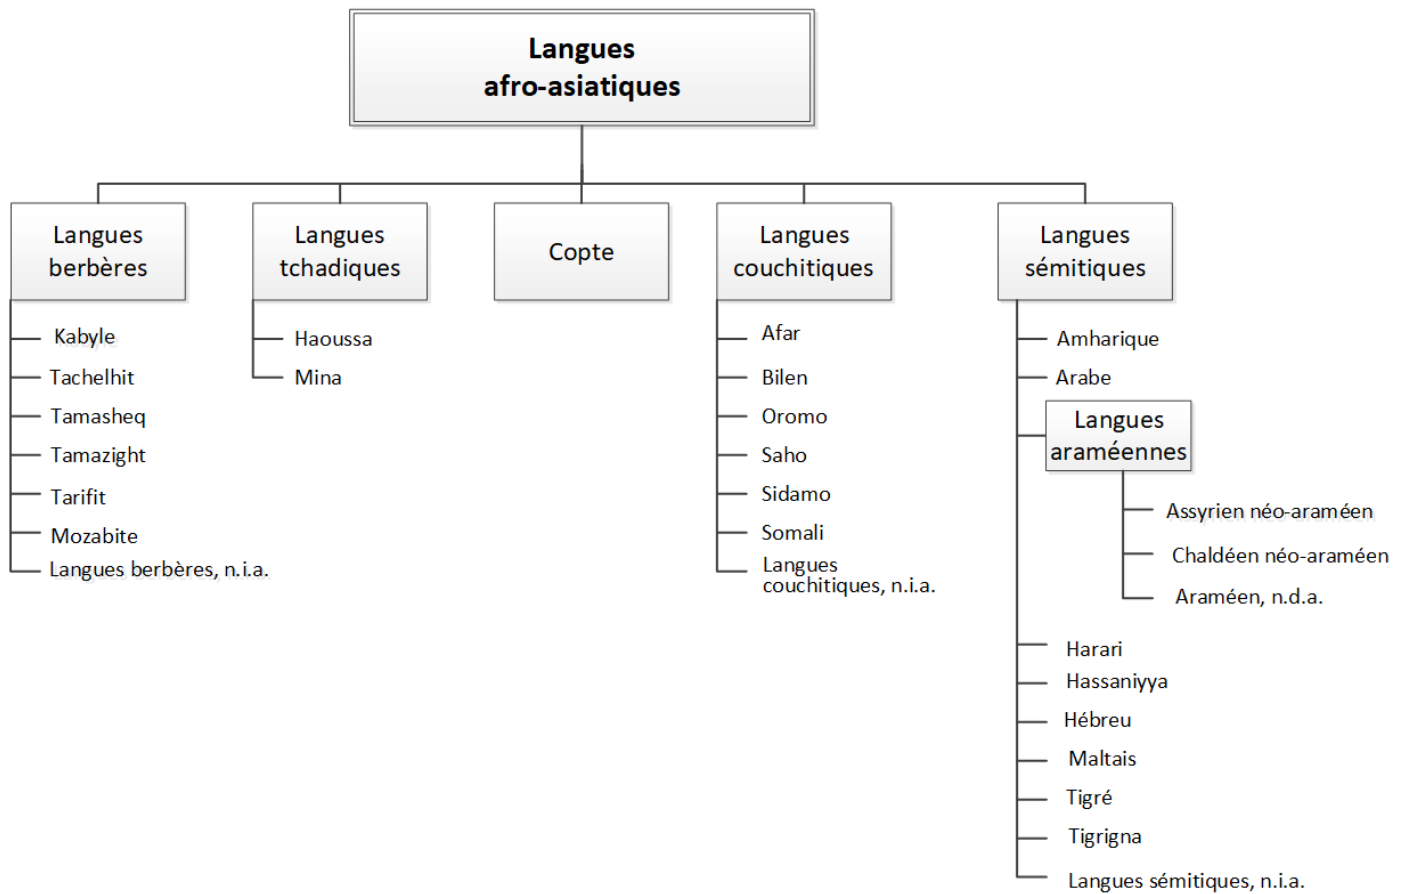 Langues
afro-asiatiques
Langues
berbères
Kabyle
Tachelhit
Tamasheq
Tamazight
Tarifit
Mozabite
Langues berbères, n.i.a.
Langues
tchadiques
Haoussa
Mina
Copte
Langues
couchitiques
Afar
Bilen
Oromo
Saho
Sidamo
Somali
Langues
couchitiques, n.i.a.
Langues
sémitiques
Amharique
Arabe
Langues
araméennes
Assyrien néo-araméen
Chaldéen néo-araméen
Araméen, n.d.a.
Harari
Hassaniyya
Hébreu
Maltais
Tigré
Tigrigna
Langues sémitiques, n.i.a.